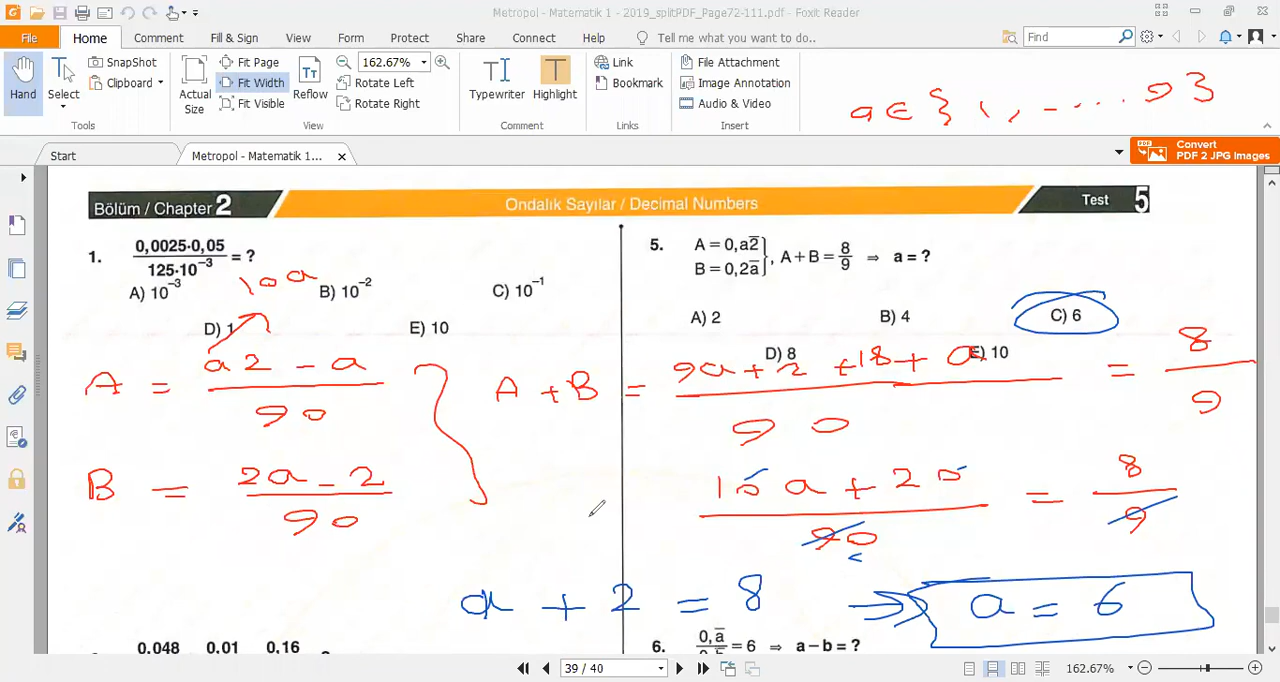 Metropol - Matematik 1 - 2019_splitPDF_Page72-111.pdf - Foxit Reader
File Home Comment Fill & Sign View Form Protect Share Connect Help Tell me what you want to do.. Find
Hand
Select
SnapShot
Clipboard
Actual Size
Fit Page
Fit Width
Fit Visible
Reflow
162.67%
Rotate Left
Rotate Right
Typewriter
Highlight
Link
Bookmark
File Attachment
Image Annotation
Audio & Video
Tools View Comment Links Insert
a ∈ { 1, ..... 9 }
Start Metropol - Matematik 1...
Convert
PDF 2 JPG Images
Bölüm / Chapter 2 Ondalık Sayılar / Decimal Numbers Test 5
1. 0,0025·0,05 / 125·10⁻³ = ?
A) 10⁻³ B) 10⁻² C) 10⁻¹
D) 1 E) 10
10a
A = a2 - a / 90
B = 2a - 2 / 90
5. A = 0,a2̅
B = 0,2a̅ }, A + B = 8/9 ⇒ a = ?
A) 2 B) 4 C) 6
D) 8 E) 10
A + B = 9a + 2 + 18 + a / 90 = 8 / 9
10a + 20 / 90 = 8 / 9
a + 2 = 8 ⇒ a = 6
0,048 0,01 0,16
6. 0,a̅ = 6 ⇒ a – b = ?
39 / 40 162.67%